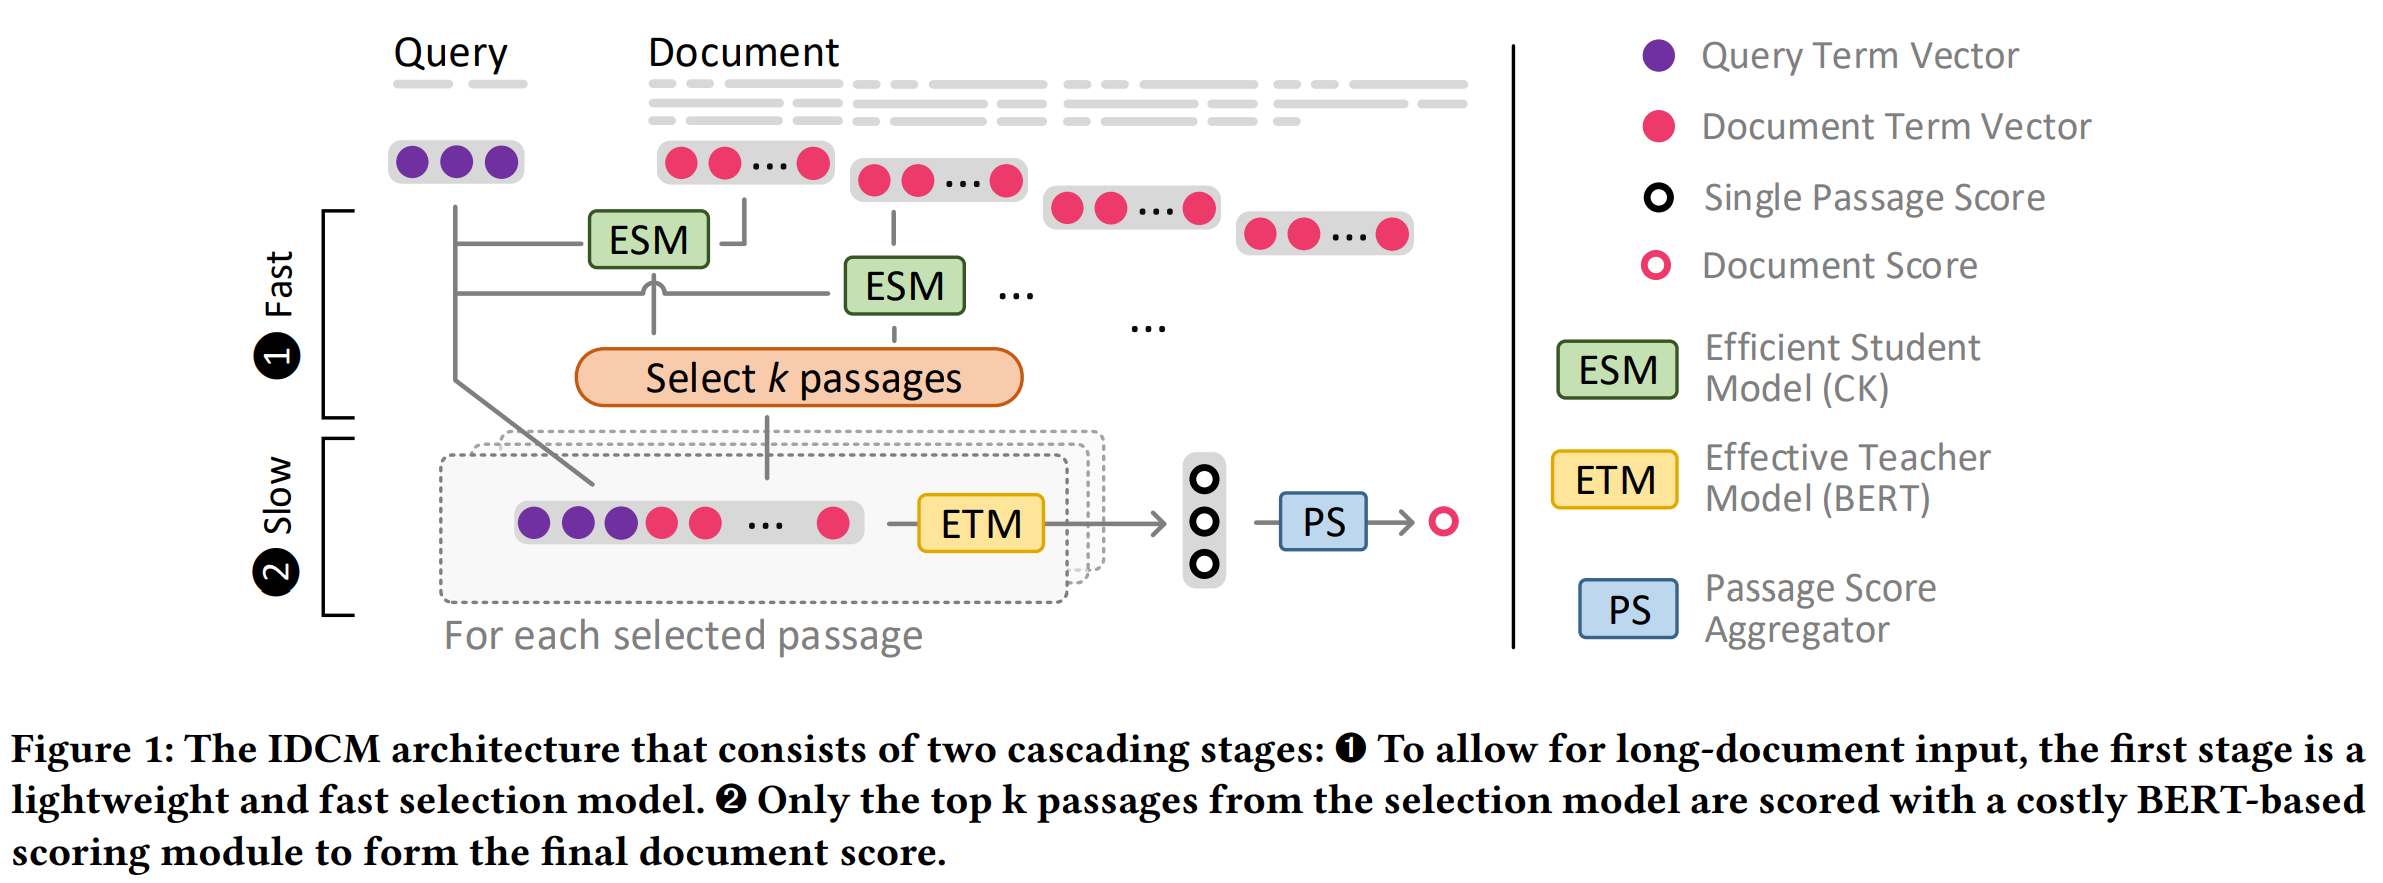 Query
Document
ESM
ESM
...
...
Select k passages
❶ Fast
❷ Slow
...
...
...
...
...
ETM
PS
For each selected passage
Query Term Vector
Document Term Vector
Single Passage Score
Document Score
ESM
Efficient Student
Model (CK)
ETM
Effective Teacher
Model (BERT)
PS
Passage Score
Aggregator
Figure 1: The IDCM architecture that consists of two cascading stages: ❶ To allow for long-document input, the first stage is a
lightweight and fast selection model. ❷ Only the top k passages from the selection model are scored with a costly BERT-based
scoring module to form the final document score.